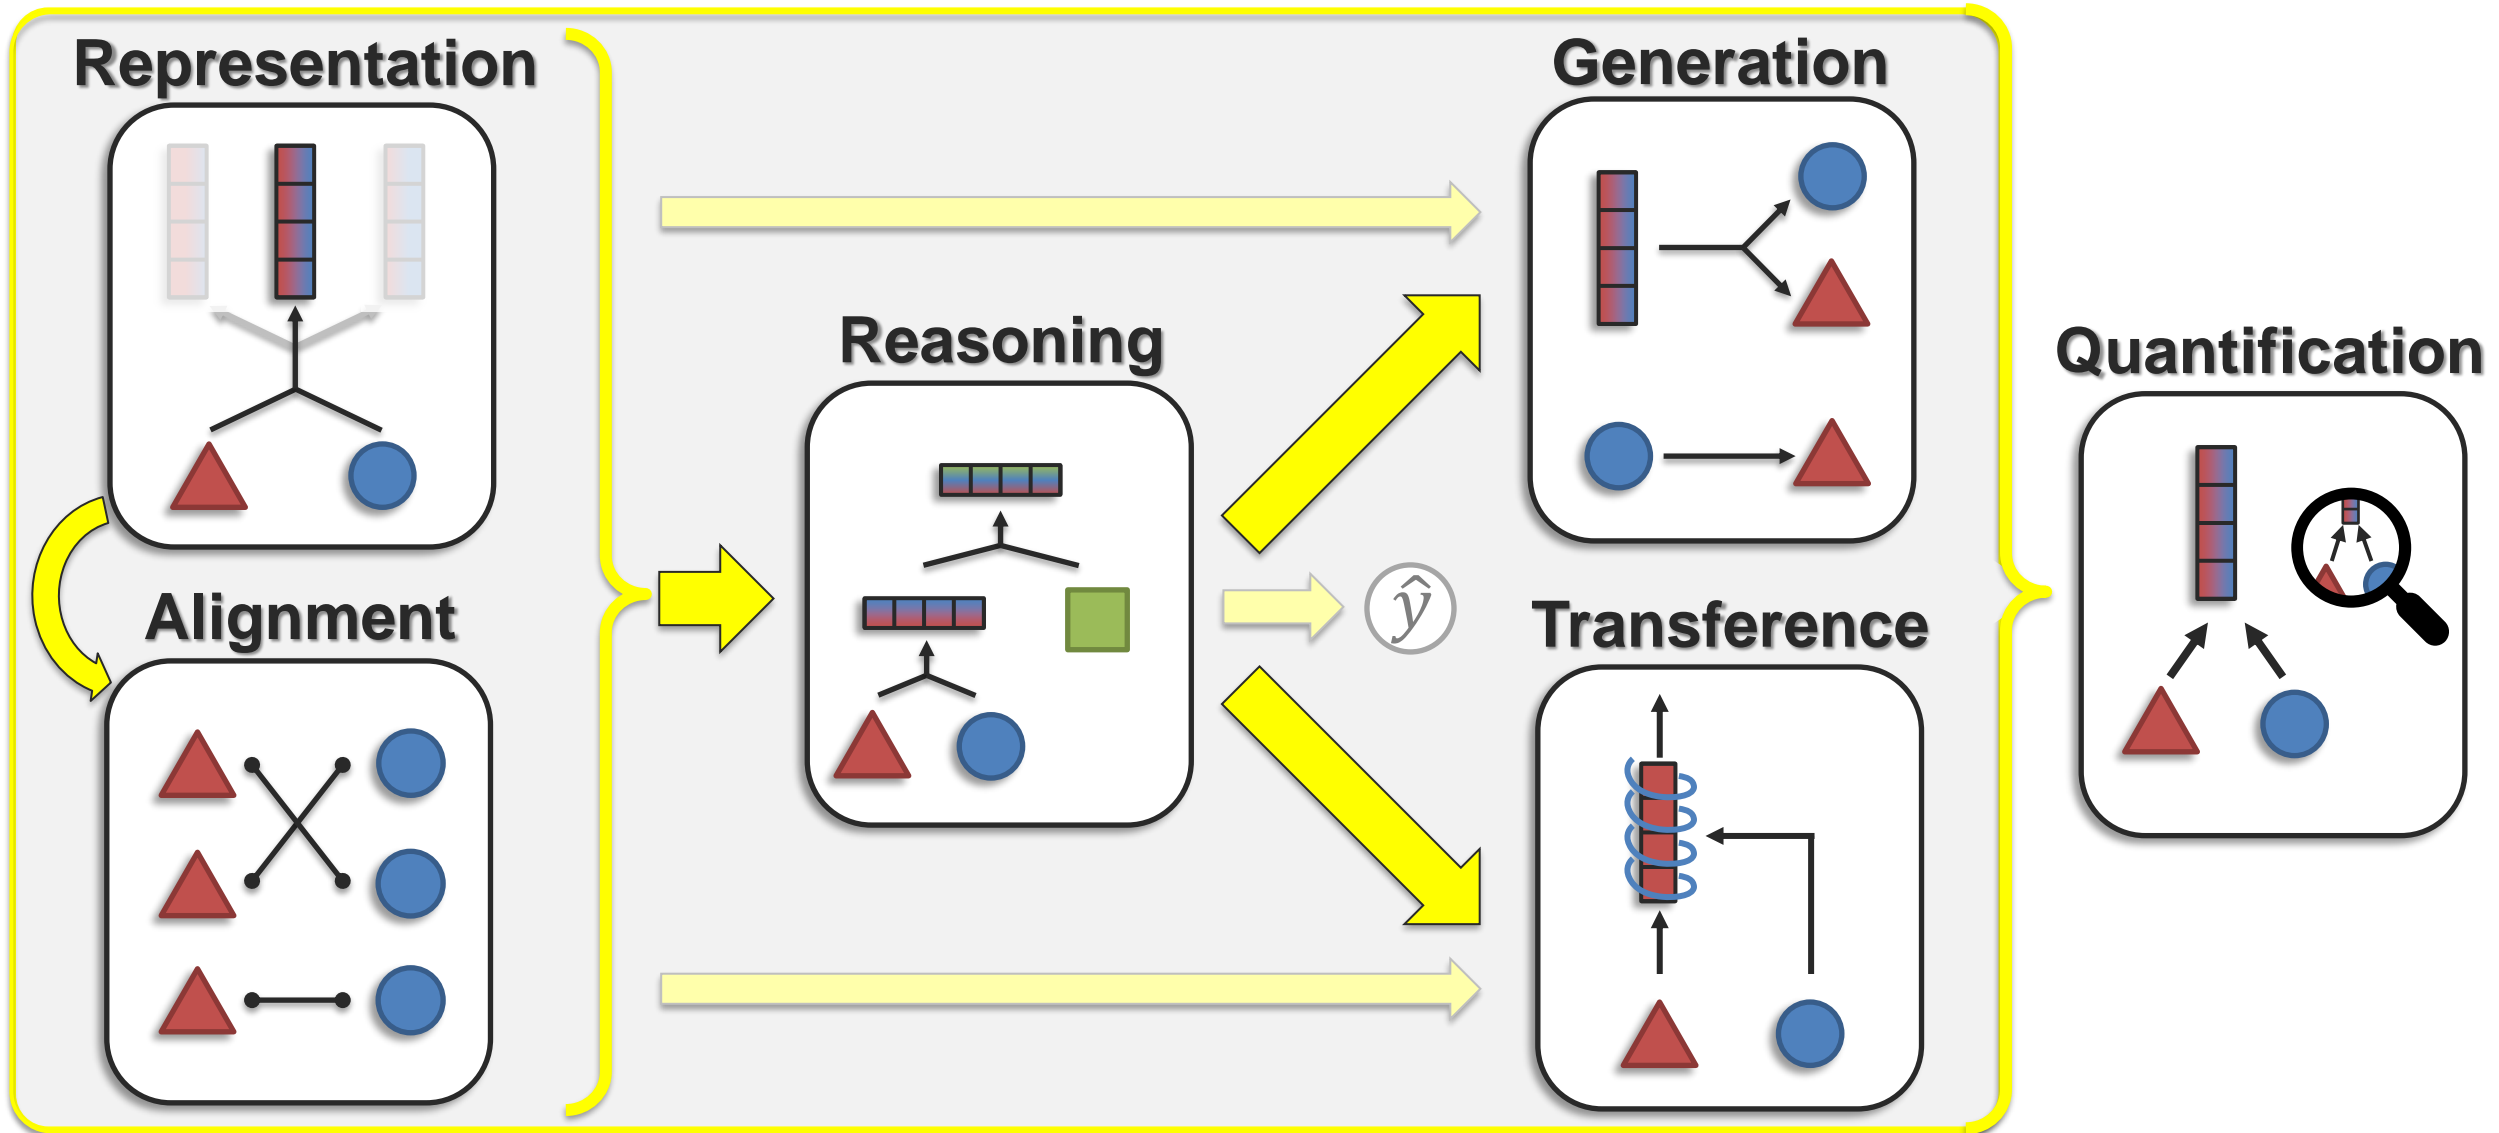 Representation
Alignment
Reasoning
ŷ
Generation
Transference
Quantification